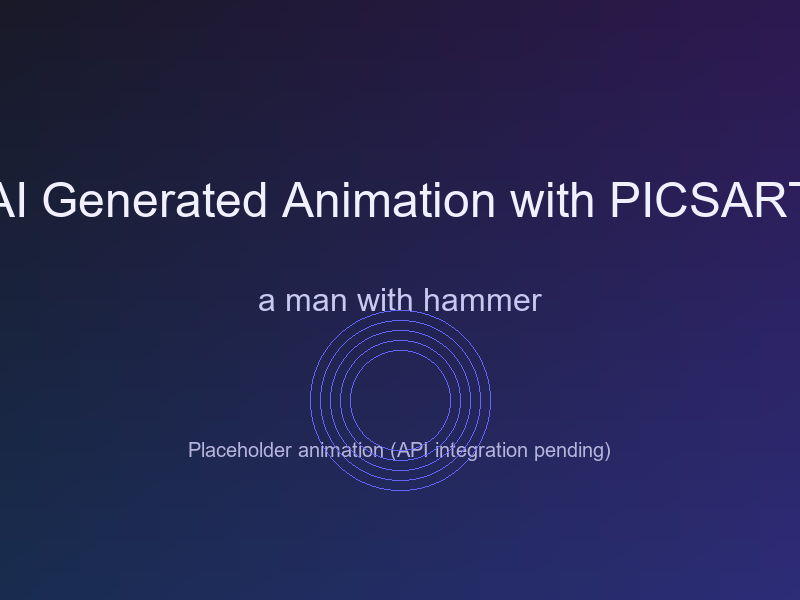 AI Generated Animation with PICSART
a man with hammer
Placeholder animation (API integration pending)